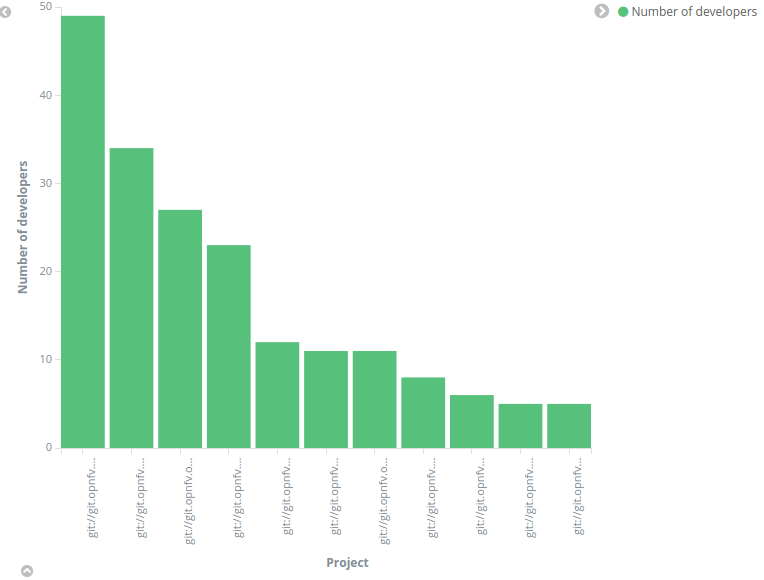 Number of developers
50
40
30
20
10
0
Number of developers
git://git.opnfv....
git://git.opnfv....
git://git.opnfv.o...
git://git.opnfv....
git://git.opnfv...
git://git.opnfv...
git://git.opnfv.o...
git://git.opnfv....
git://git.opnfv...
git://git.opnfv....
git://git.opnfv...
Project